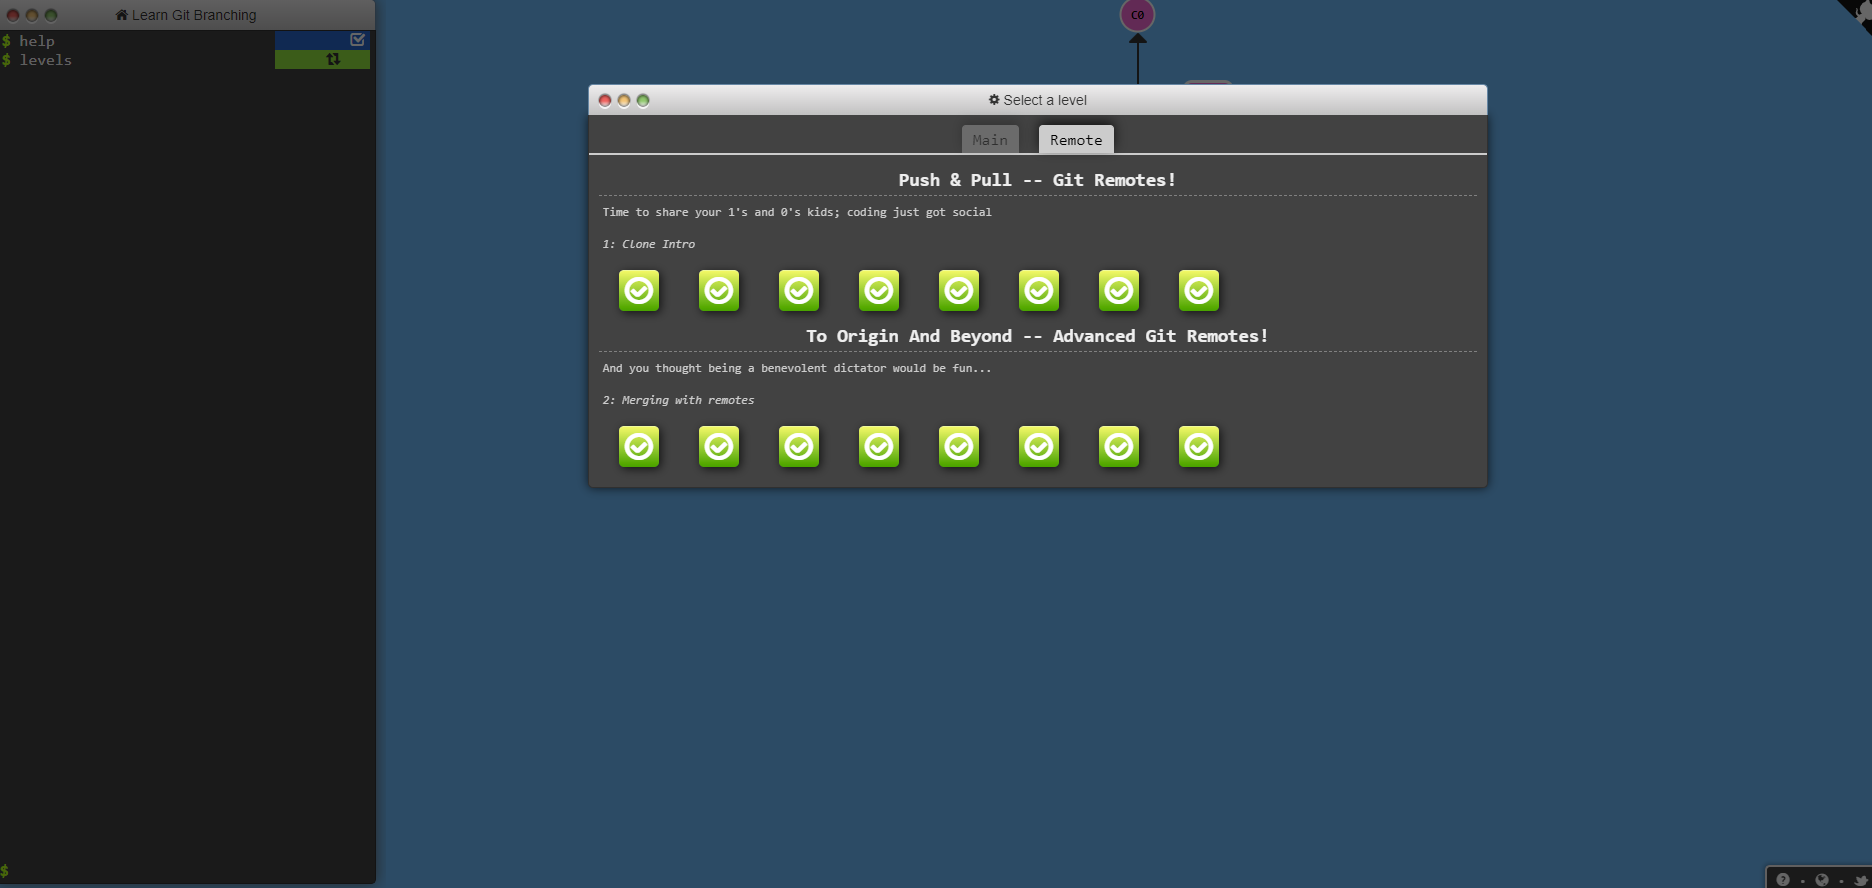 Learn Git Branching
$ help
$ levels
$
C0
Select a level
Main
Remote
Push & Pull -- Git Remotes!
Time to share your 1's and 0's kids; coding just got social
1: Clone Intro
To Origin And Beyond -- Advanced Git Remotes!
And you thought being a benevolent dictator would be fun...
2: Merging with remotes